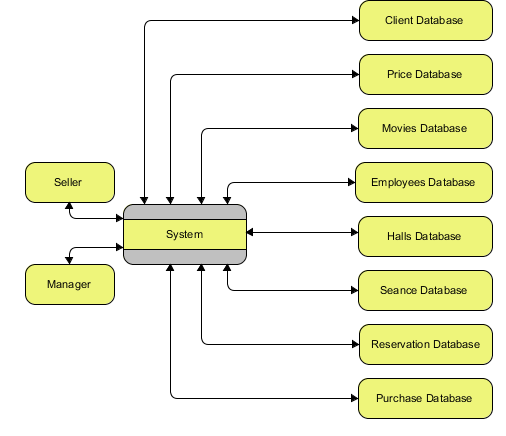 Client Database
Price Database
Movies Database
Seller
Employees Database
System
Halls Database
Manager
Seance Database
Reservation Database
Purchase Database